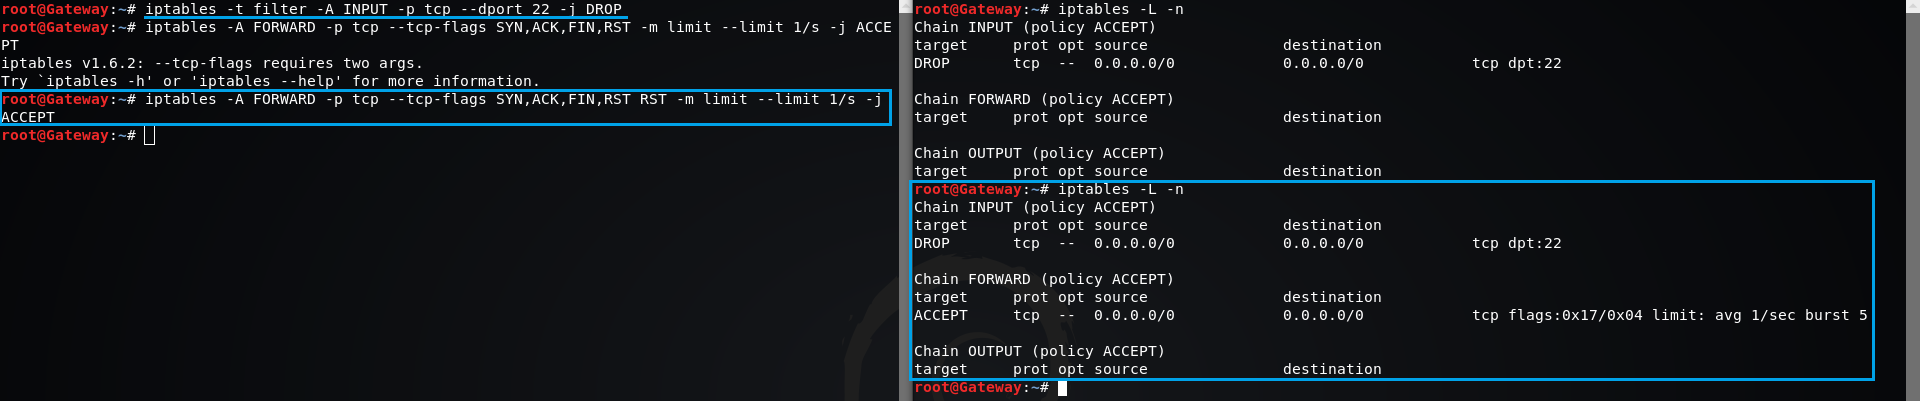 root@Gateway:~# iptables -t filter -A INPUT -p tcp --dport 22 -j DROP
root@Gateway:~# iptables -A FORWARD -p tcp --tcp-flags SYN,ACK,FIN,RST -m limit --limit 1/s -j ACCE
PT
iptables v1.6.2: --tcp-flags requires two args.
Try `iptables -h' or 'iptables --help' for more information.
root@Gateway:~# iptables -A FORWARD -p tcp --tcp-flags SYN,ACK,FIN,RST RST -m limit --limit 1/s -j
ACCEPT
root@Gateway:~#
root@Gateway:~# iptables -L -n
Chain INPUT (policy ACCEPT)
target     prot opt source               destination
DROP       tcp  --  0.0.0.0/0            0.0.0.0/0            tcp dpt:22
Chain FORWARD (policy ACCEPT)
target     prot opt source               destination
Chain OUTPUT (policy ACCEPT)
target     prot opt source               destination
root@Gateway:~# iptables -L -n
Chain INPUT (policy ACCEPT)
target     prot opt source               destination
DROP       tcp  --  0.0.0.0/0            0.0.0.0/0            tcp dpt:22
Chain FORWARD (policy ACCEPT)
target     prot opt source               destination
ACCEPT     tcp  --  0.0.0.0/0            0.0.0.0/0            tcp flags:0x17/0x04 limit: avg 1/sec burst 5
Chain OUTPUT (policy ACCEPT)
target     prot opt source               destination
root@Gateway:~#